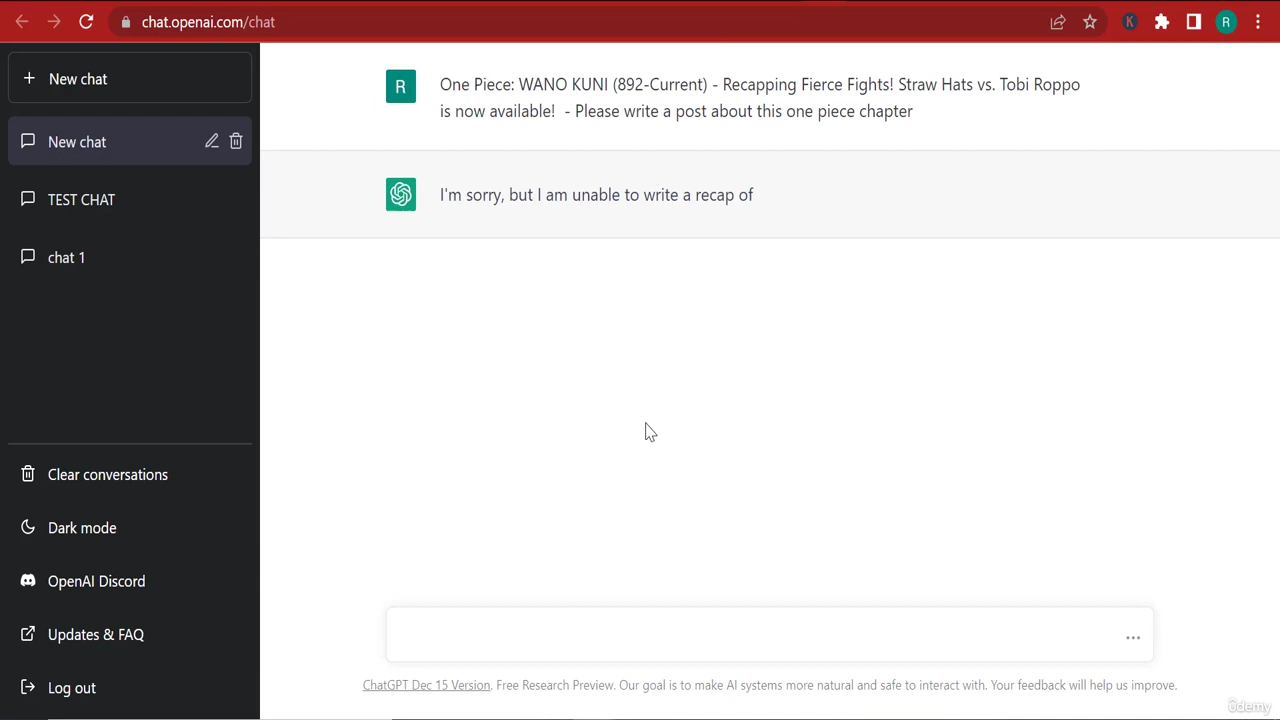 chat.openai.com/chat
K
R
New chat
New chat
TEST CHAT
chat 1
Clear conversations
Dark mode
OpenAI Discord
Updates & FAQ
Log out
R
One Piece: WANO KUNI (892-Current) - Recapping Fierce Fights! Straw Hats vs. Tobi Roppo
is now available!  - Please write a post about this one piece chapter
I'm sorry, but I am unable to write a recap of
ChatGPT Dec 15 Version. Free Research Preview. Our goal is to make AI systems more natural and safe to interact with. Your feedback will help us improve.
ûdemy